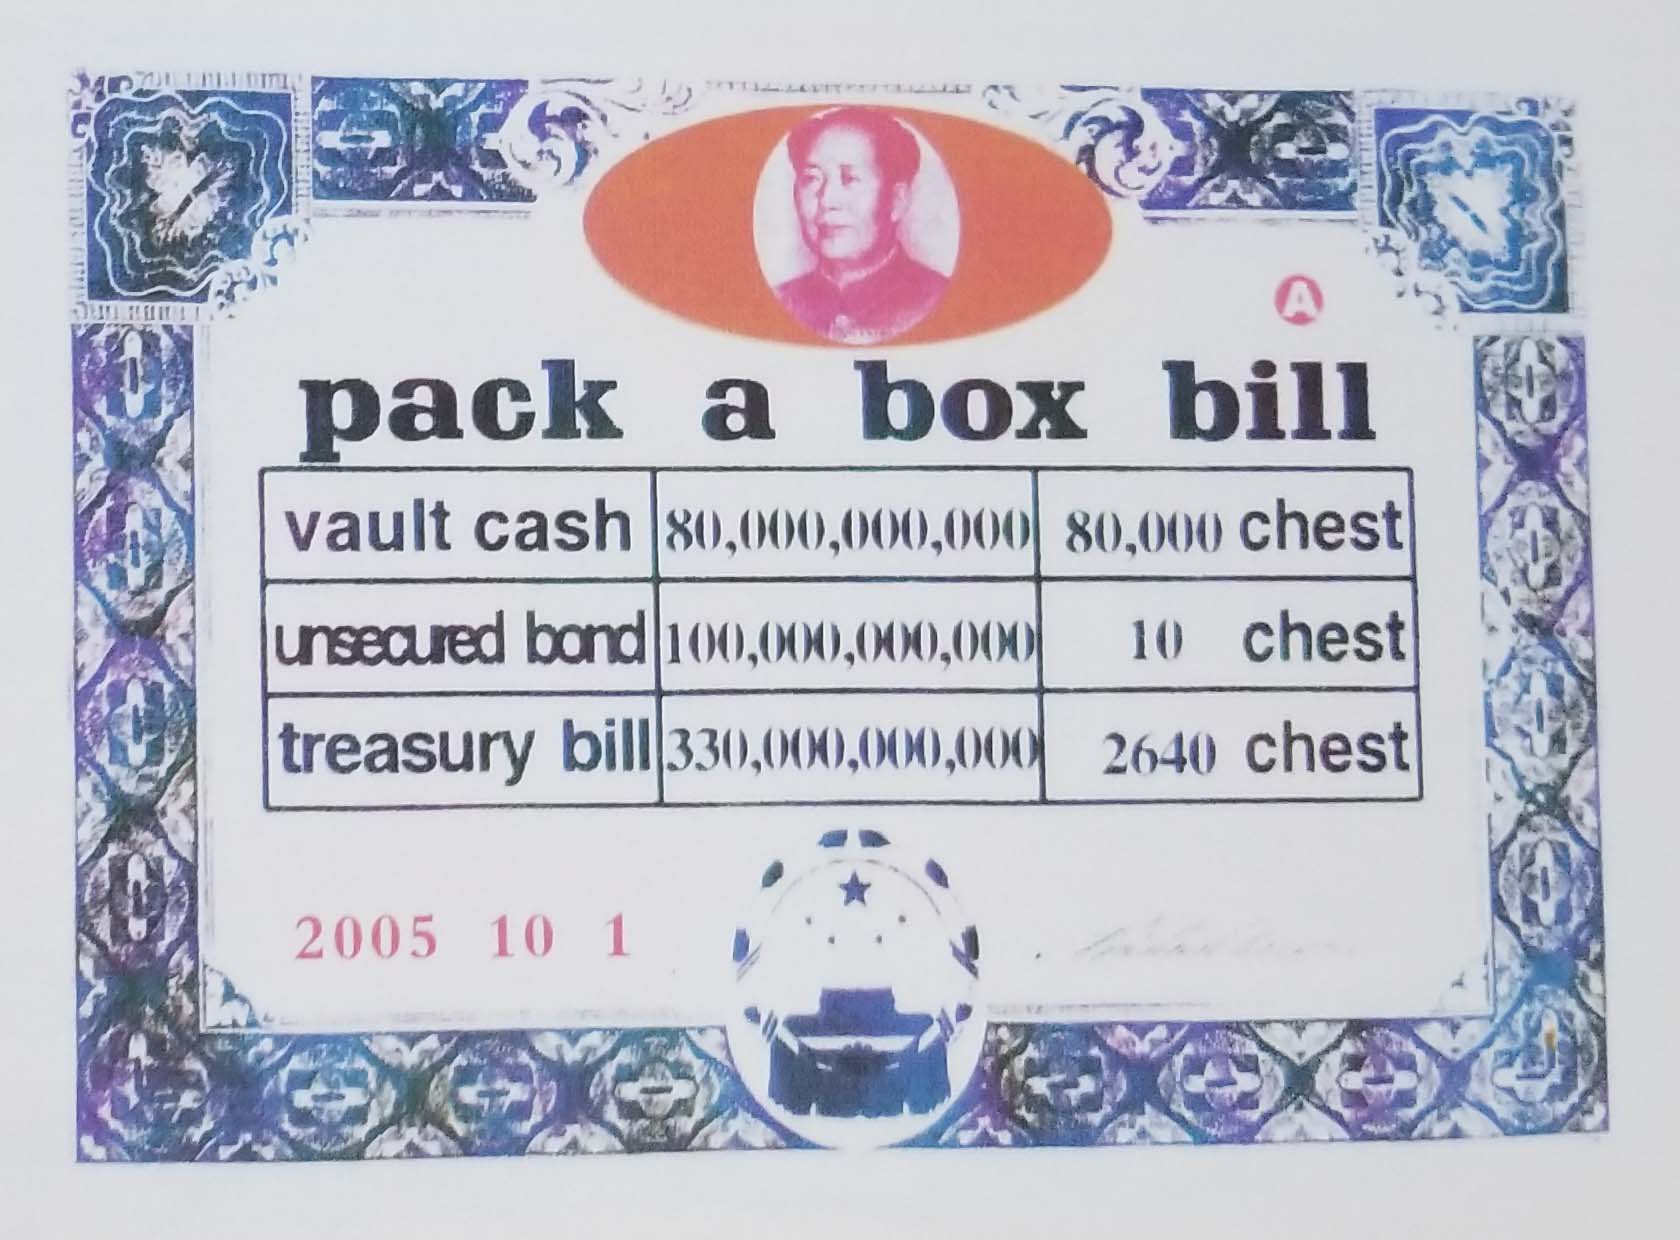 A
pack a box bill
vault cash 80,000,000,000 80,000 chest
unsecured bond 100,000,000,000 10 chest
treasury bill 330,000,000,000 2640 chest
2005 10 1